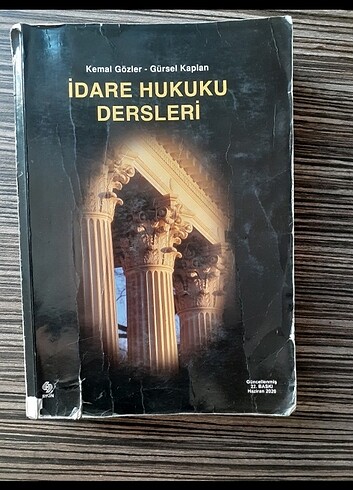 Kemal Gözler - Gürsel Kaplan
İDARE HUKUKU
DERSLERİ
Güncellenmiş
22. BASKI
Haziran 2020
EKİN